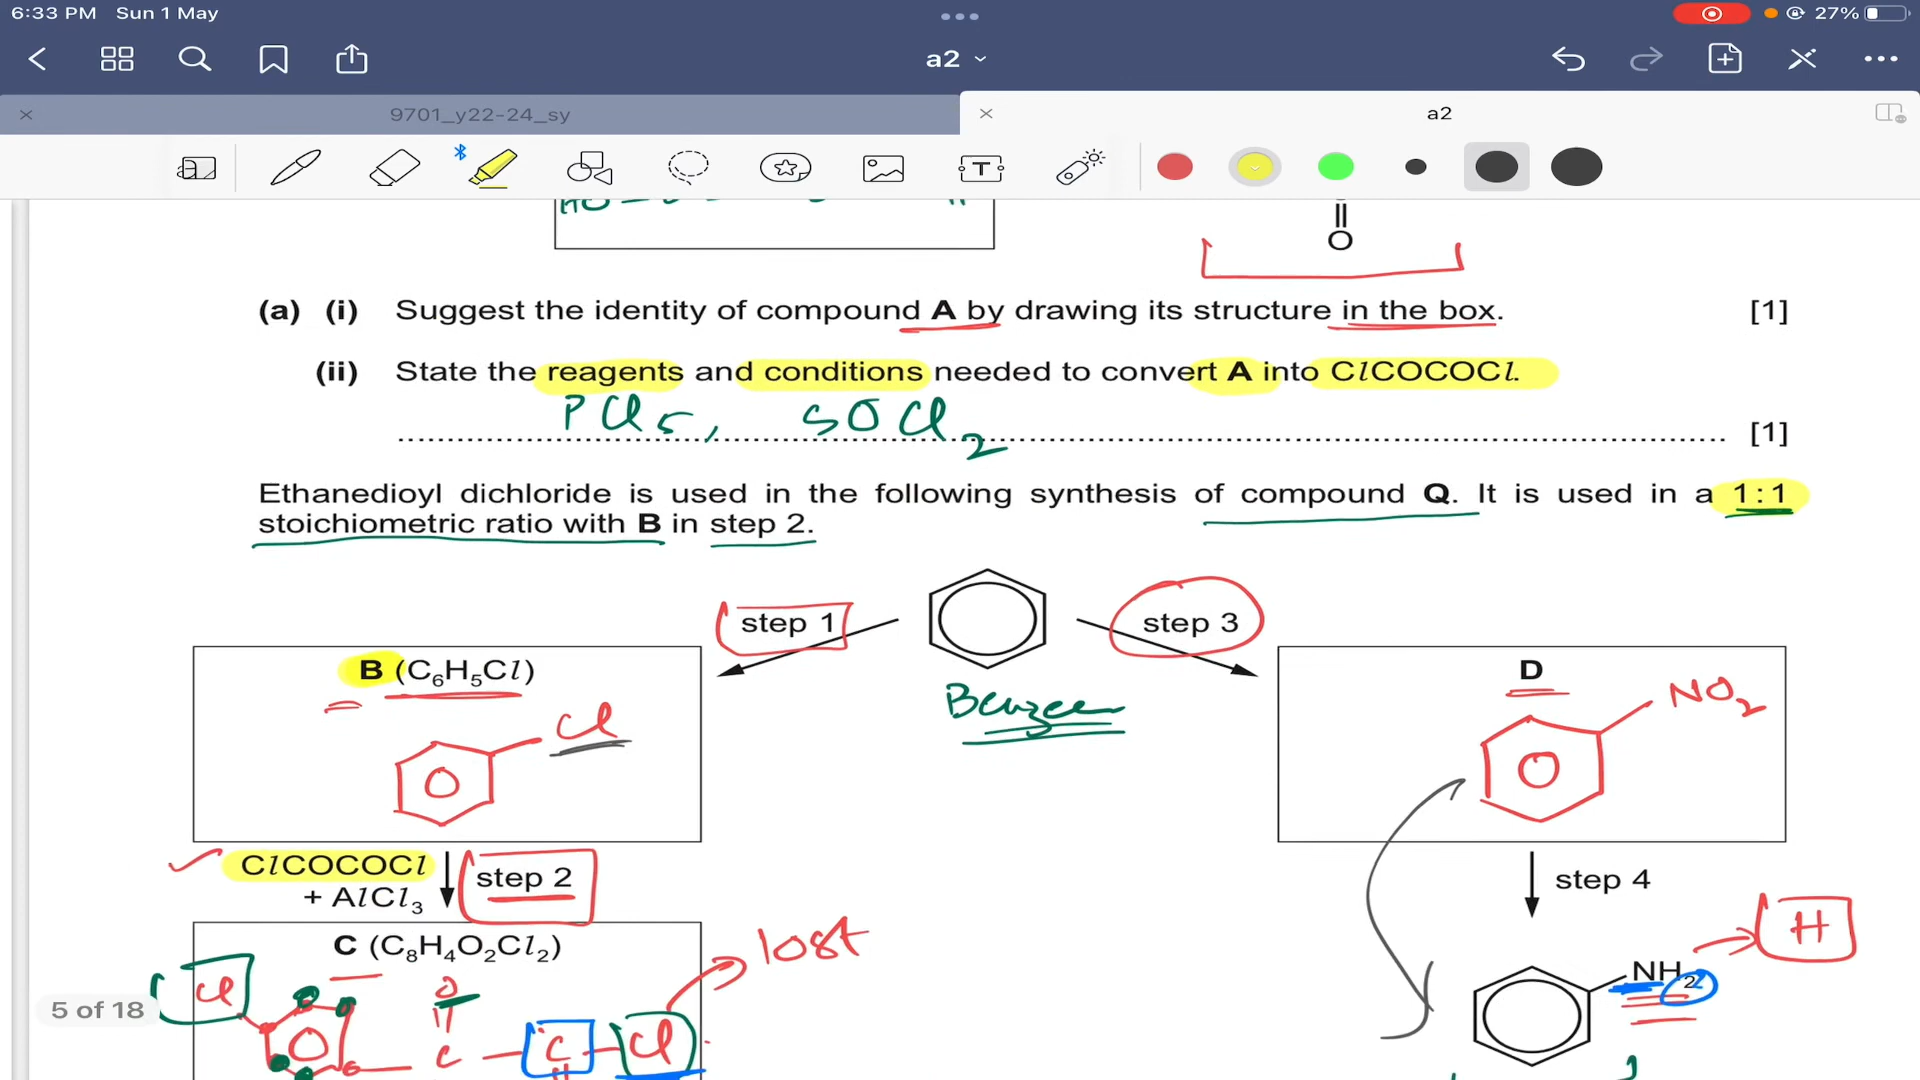 6:33 PM Sun 1 May
27%
a2
9701_y22-24_sy
a2
HO
O
(a) (i) Suggest the identity of compound A by drawing its structure in the box. [1]
(ii) State the reagents and conditions needed to convert A into ClCOCOCl.
PCl₅, SOCl₂
[1]
Ethanedioyl dichloride is used in the following synthesis of compound Q. It is used in a 1:1
stoichiometric ratio with B in step 2.
step 1
step 3
B (C₆H₅Cl)
Cl
D
NO₂
ClCOCOCl
+ AlCl₃
step 2
step 4
C (C₈H₄O₂Cl₂)
lost
H
NH₂
Cl
O
C
C
Cl
5 of 18